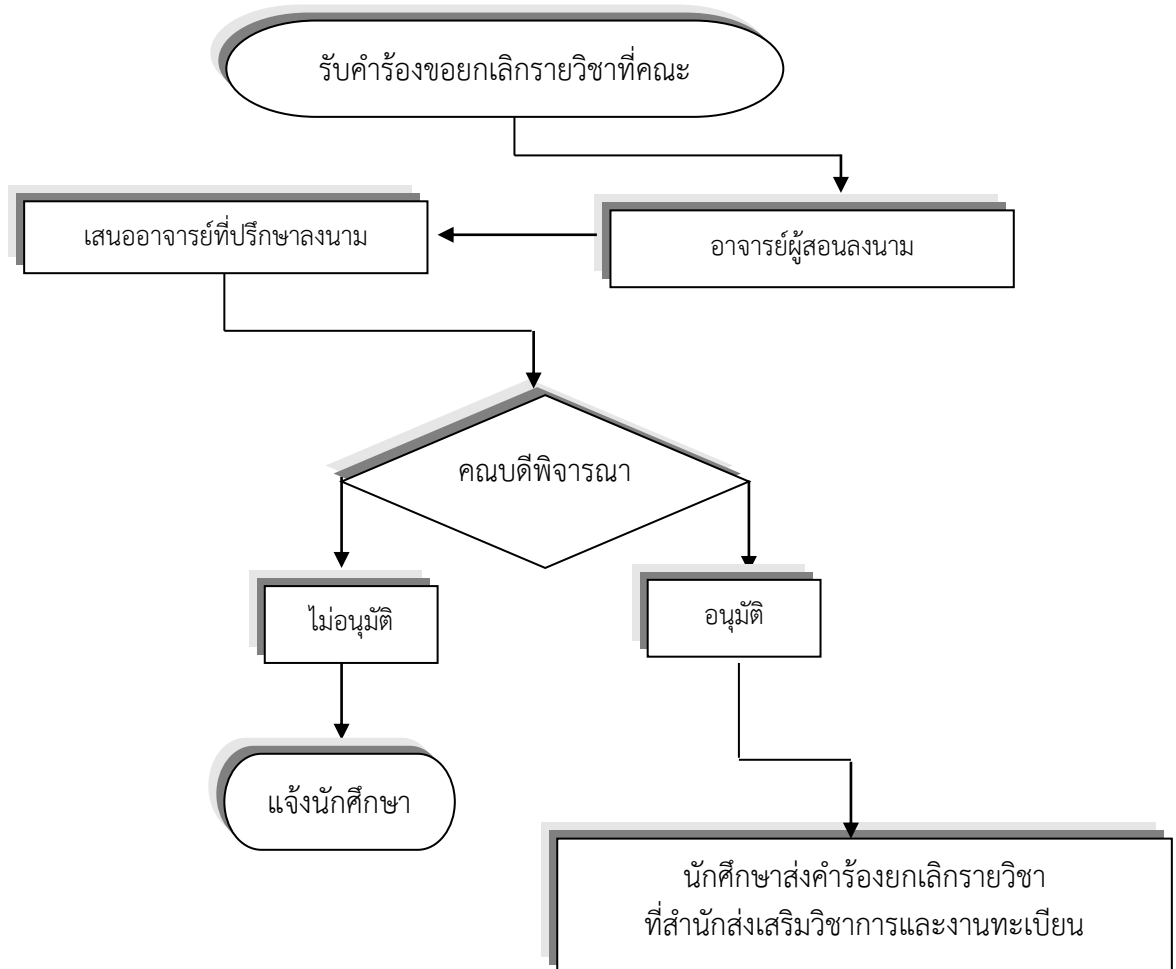 รับคำร้องขอยกเลิกรายวิชาที่คณะ
เสนออาจารย์ที่ปรึกษาลงนาม
อาจารย์ผู้สอนลงนาม
คณบดีพิจารณา
ไม่อนุมัติ
อนุมัติ
แจ้งนักศึกษา
นักศึกษาส่งคำร้องยกเลิกรายวิชา
ที่สำนักส่งเสริมวิชาการและงานทะเบียน